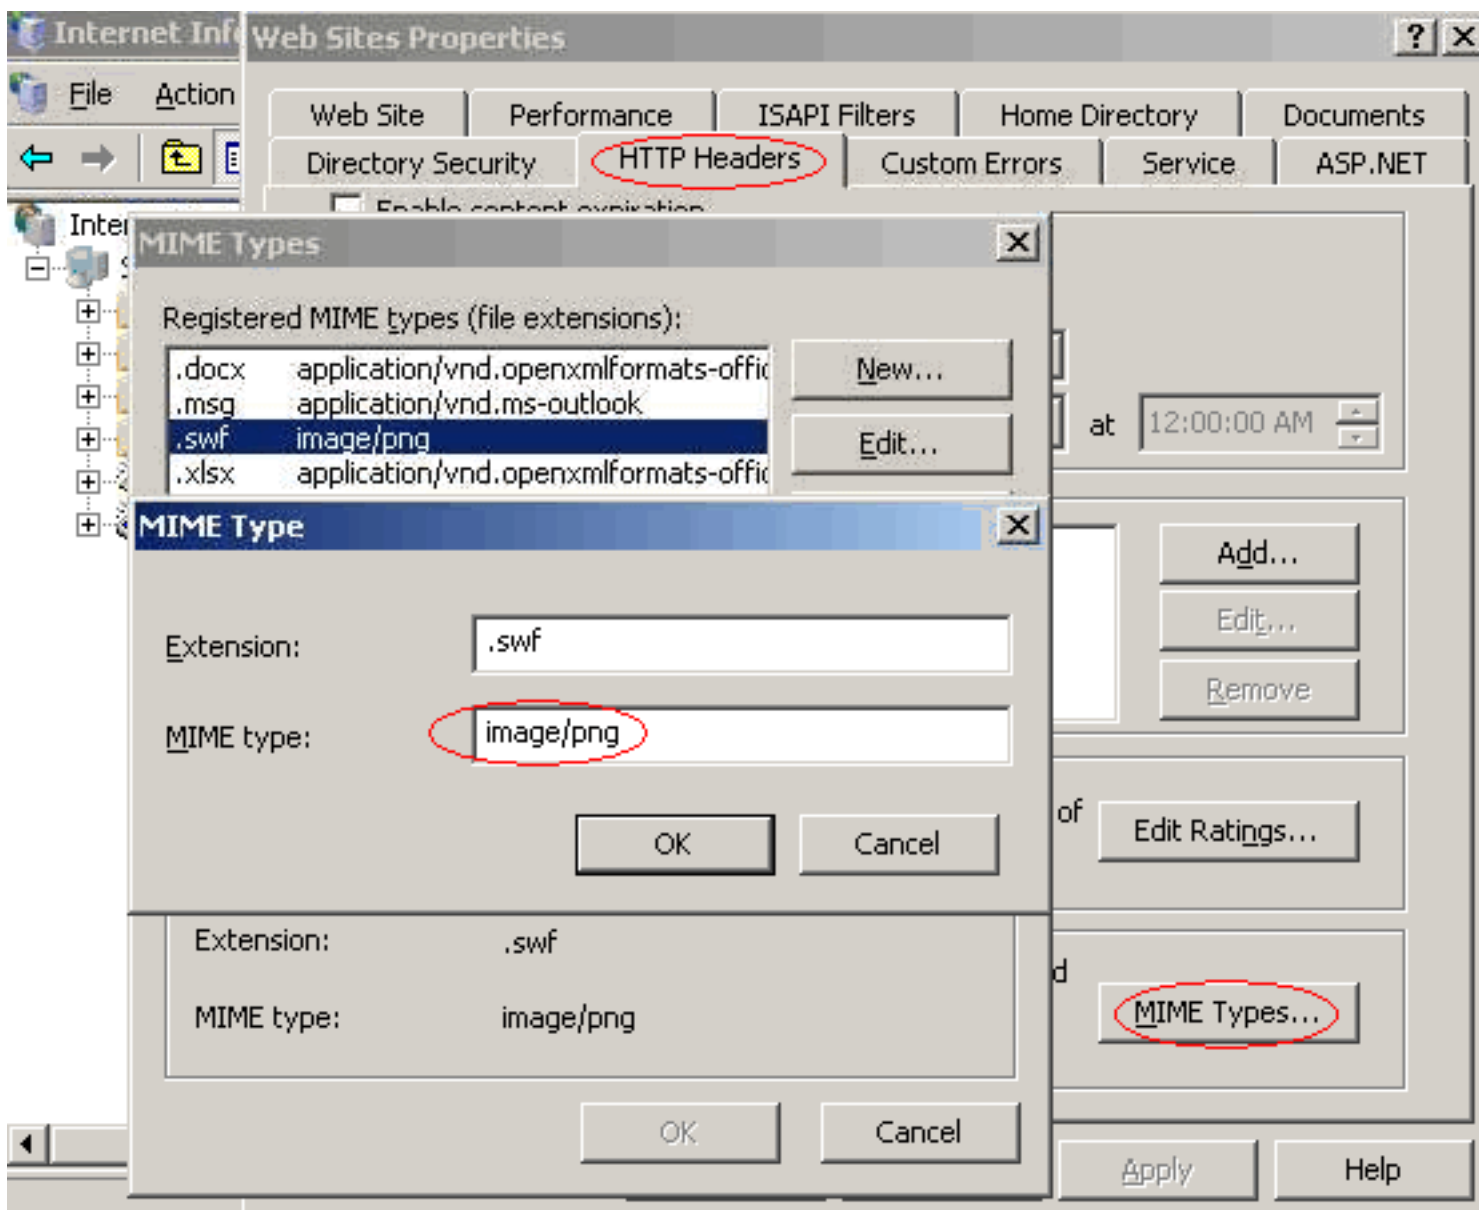 Internet Inf
Web Sites Properties
File Action
Web Site Performance ISAPI Filters Home Directory Documents
Directory Security HTTP Headers Custom Errors Service ASP.NET
Enable content expiration
Inter
MIME Types
Registered MIME types (file extensions):
.docx application/vnd.openxmlformats-offic
New...
.msg application/vnd.ms-outlook
.swf image/png
Edit...
at 12:00:00 AM
.xlsx application/vnd.openxmlformats-offic
MIME Type
Add...
Extension: .swf
Edit...
Remove
MIME type: image/png
of
Edit Ratings...
OK Cancel
Extension: .swf
d
MIME type: image/png
MIME Types...
OK Cancel
Apply Help